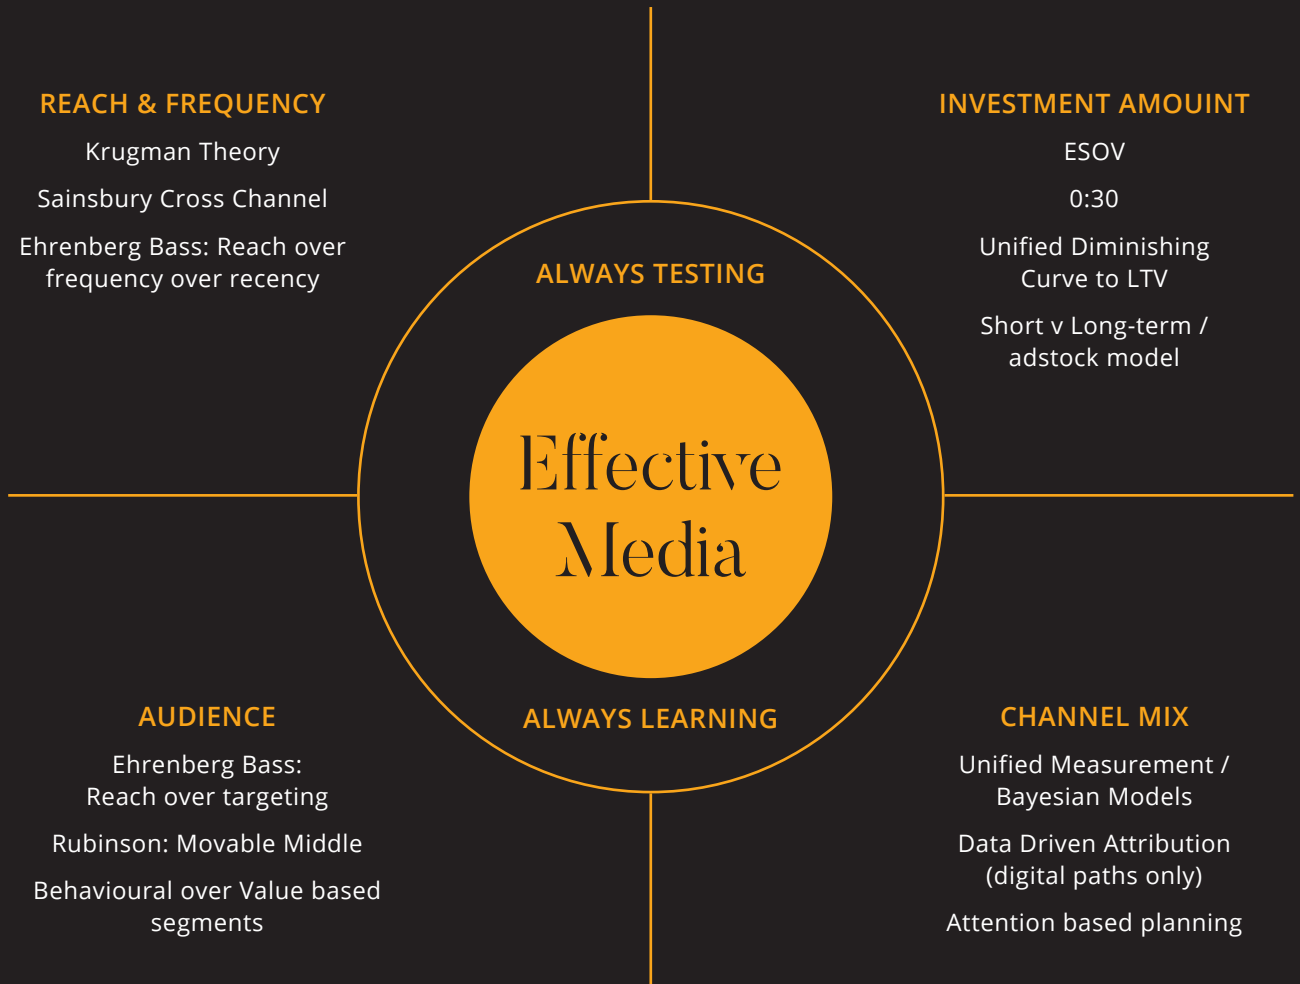 REACH & FREQUENCY
Krugman Theory
Sainsbury Cross Channel
Ehrenberg Bass: Reach over
frequency over recency
INVESTMENT AMOUINT
ESOV
0:30
Unified Diminishing
Curve to LTV
Short v Long-term /
adstock model
ALWAYS TESTING
Effective
Media
ALWAYS LEARNING
AUDIENCE
Ehrenberg Bass:
Reach over targeting
Rubinson: Movable Middle
Behavioural over Value based
segments
CHANNEL MIX
Unified Measurement /
Bayesian Models
Data Driven Attribution
(digital paths only)
Attention based planning